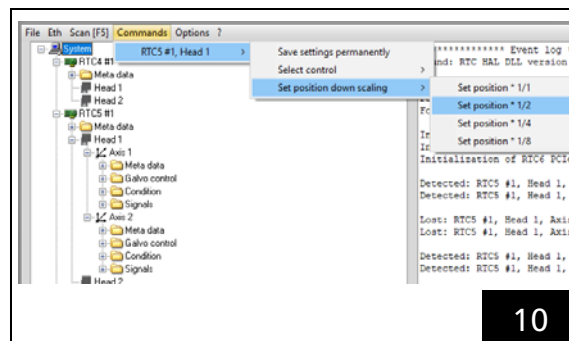 File Eth Scan [F5] Commands Options ?
System
RTC4 #1
Meta data
Head 1
Head 2
RTC5 #1
Meta data
Head 1
Axis 1
Meta data
Galvo control
Condition
Signals
Axis 2
Meta data
Galvo control
Condition
Signals
Head 2
RTC5 #1, Head 1 >
Save settings permanently
Select control >
Set position down scaling >
Set position * 1/1
Set position * 1/2
Set position * 1/4
Set position * 1/8
************ Event log
nd: RTC HAL DLL version
Initialization of RTC6 PCIe
Detected: RTC5 #1, Head 1,
Detected: RTC5 #1, Head 1,
Lost: RTC5 #1, Head 1, Axi
Lost: RTC5 #1, Head 1, Axi
Detected: RTC5 #1, Head 1,
Detected: RTC5 #1, Head 1,
10